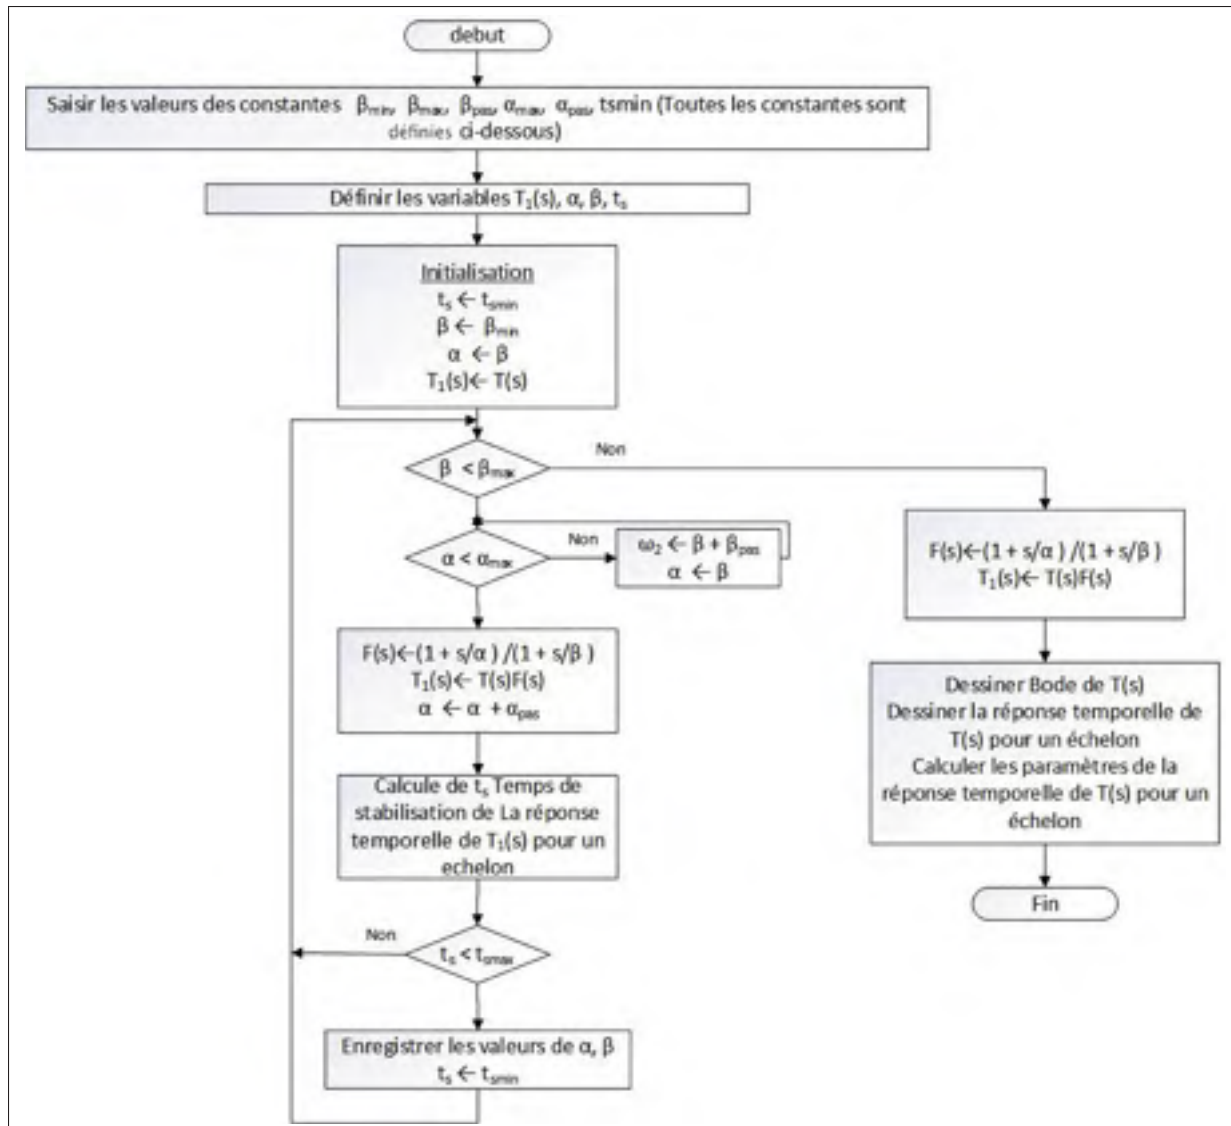 debut
Saisir les valeurs des constantes βmin, βmax, βpas, αmax, αpas, tsmin (Toutes les constantes sont
définies ci-dessous)
Définir les variables T₁(s), α, β, tₛ
Initialisation
tₛ ← tₛmin
β ← βmin
α ← β
T₁(s)← T(s)
β < βmax
Non
α < αmax
Non
ω₂ ← β + βpas
α ← β
F(s)←(1 + s/α ) /(1 + s/β )
T₁(s)← T(s)F(s)
α ← α + αpas
Calcule de tₛ Temps de
stabilisation de La réponse
temporelle de T₁(s) pour un
echelon
tₛ < tₛmax
Non
Enregistrer les valeurs de α, β
tₛ ← tₛmin
F(s)←(1 + s/α ) /(1 + s/β )
T₁(s)← T(s)F(s)
Dessiner Bode de T(s)
Dessiner la réponse temporelle de
T(s) pour un échelon
Calculer les paramètres de la
réponse temporelle de T(s) pour un
échelon
Fin